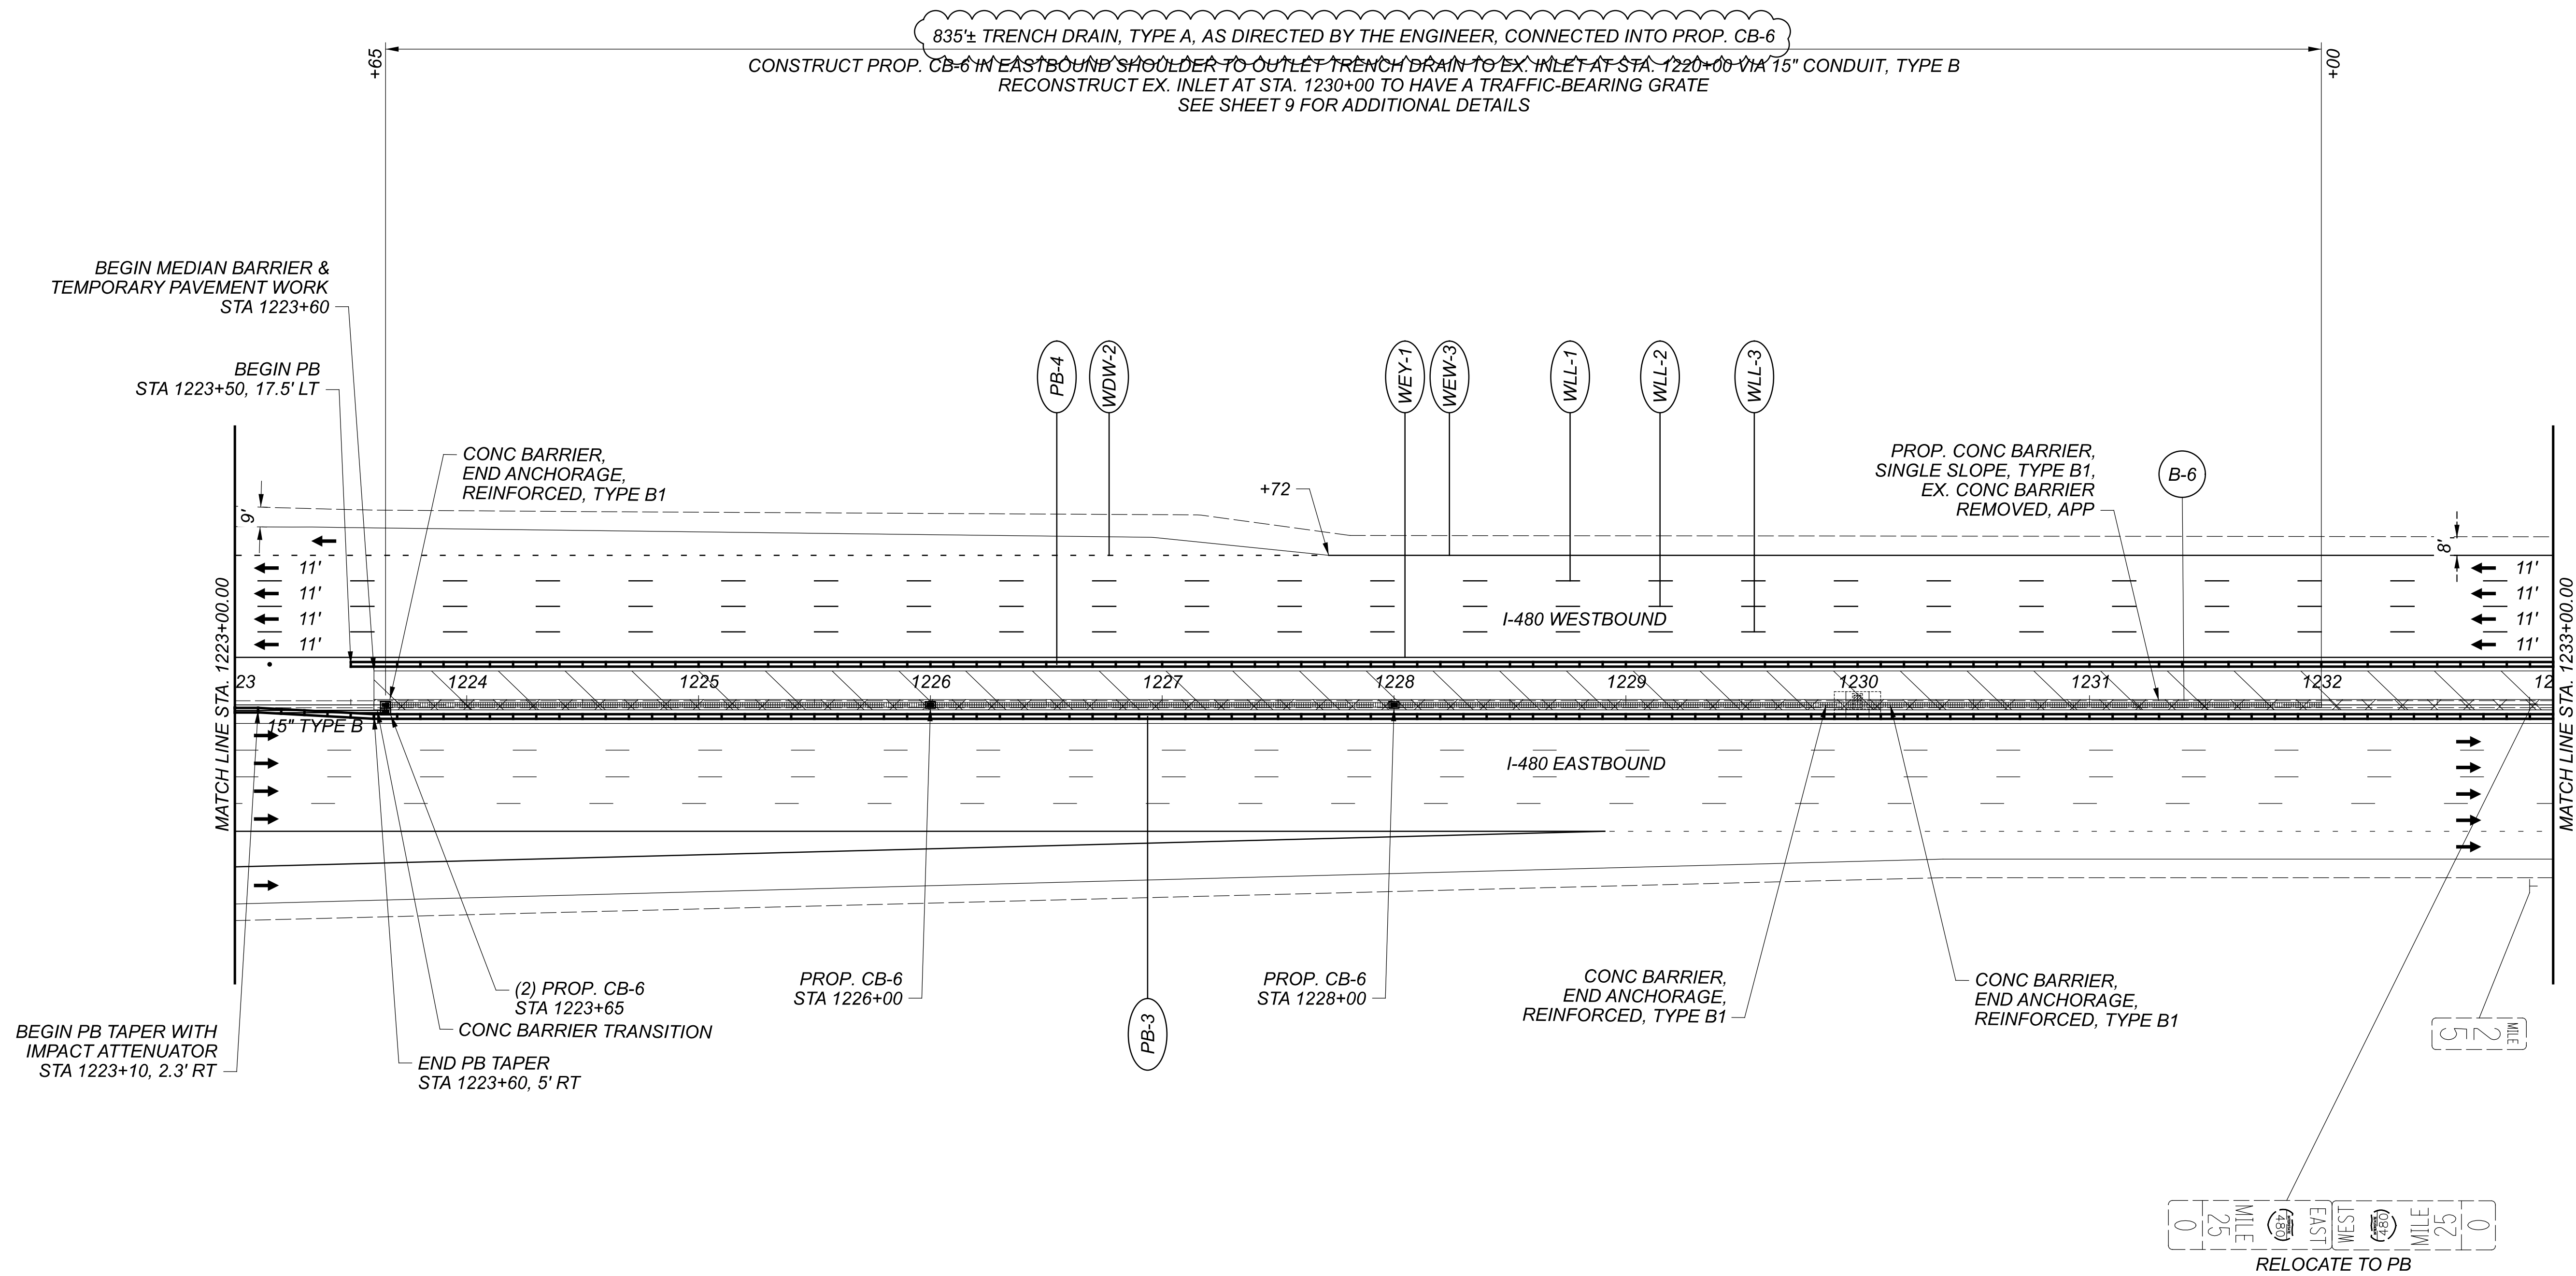 835'± TRENCH DRAIN, TYPE A, AS DIRECTED BY THE ENGINEER, CONNECTED INTO PROP. CB-6
CONSTRUCT PROP. CB-6 IN EASTBOUND SHOULDER TO OUTLET TRENCH DRAIN TO EX. INLET AT STA. 1220+00 VIA 15" CONDUIT, TYPE B
RECONSTRUCT EX. INLET AT STA. 1230+00 TO HAVE A TRAFFIC-BEARING GRATE
SEE SHEET 9 FOR ADDITIONAL DETAILS
+65
+00
BEGIN MEDIAN BARRIER &
TEMPORARY PAVEMENT WORK
STA 1223+60
BEGIN PB
STA 1223+50, 17.5' LT
CONC BARRIER,
END ANCHORAGE,
REINFORCED, TYPE B1
PB-4
WDW-2
WEY-1
WEW-3
WLL-1
WLL-2
WLL-3
+72
PROP. CONC BARRIER,
SINGLE SLOPE, TYPE B1,
EX. CONC BARRIER
REMOVED, APP
B-6
9'
8'
11'
11'
11'
11'
11'
11'
11'
11'
I-480 WESTBOUND
MATCH LINE STA. 1223+00.00
MATCH LINE STA. 1233+00.00
23
1224
1225
1226
1227
1228
1229
1230
1231
1232
12
15" TYPE B
I-480 EASTBOUND
BEGIN PB TAPER WITH
IMPACT ATTENUATOR
STA 1223+10, 2.3' RT
(2) PROP. CB-6
STA 1223+65
CONC BARRIER TRANSITION
END PB TAPER
STA 1223+60, 5' RT
PROP. CB-6
STA 1226+00
PB-3
PROP. CB-6
STA 1228+00
CONC BARRIER,
END ANCHORAGE,
REINFORCED, TYPE B1
CONC BARRIER,
END ANCHORAGE,
REINFORCED, TYPE B1
MILE
2
5
EAST
480
MILE
25
0
WEST
480
MILE
25
0
RELOCATE TO PB